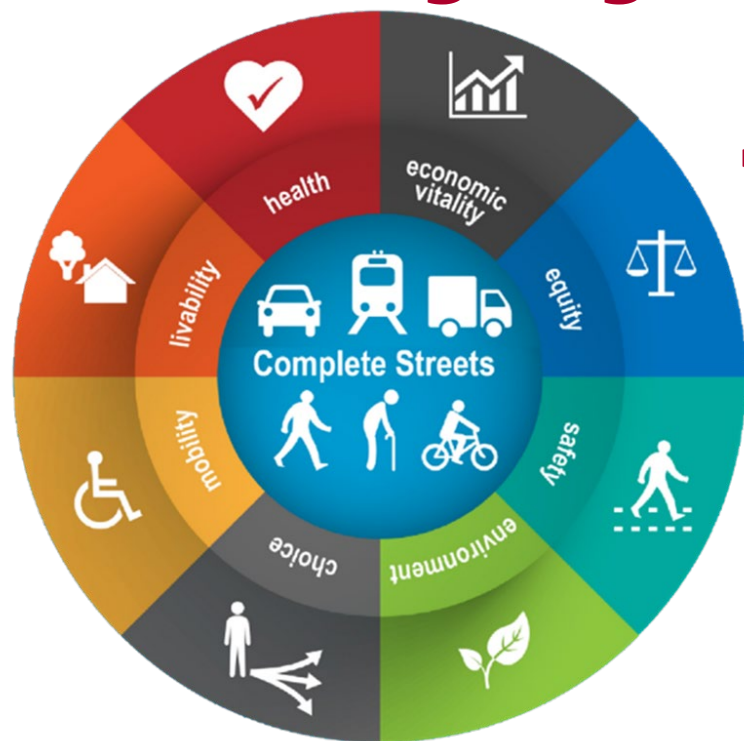 health
economic
vitality
equity
safety
environment
choice
mobility
livability
Complete Streets